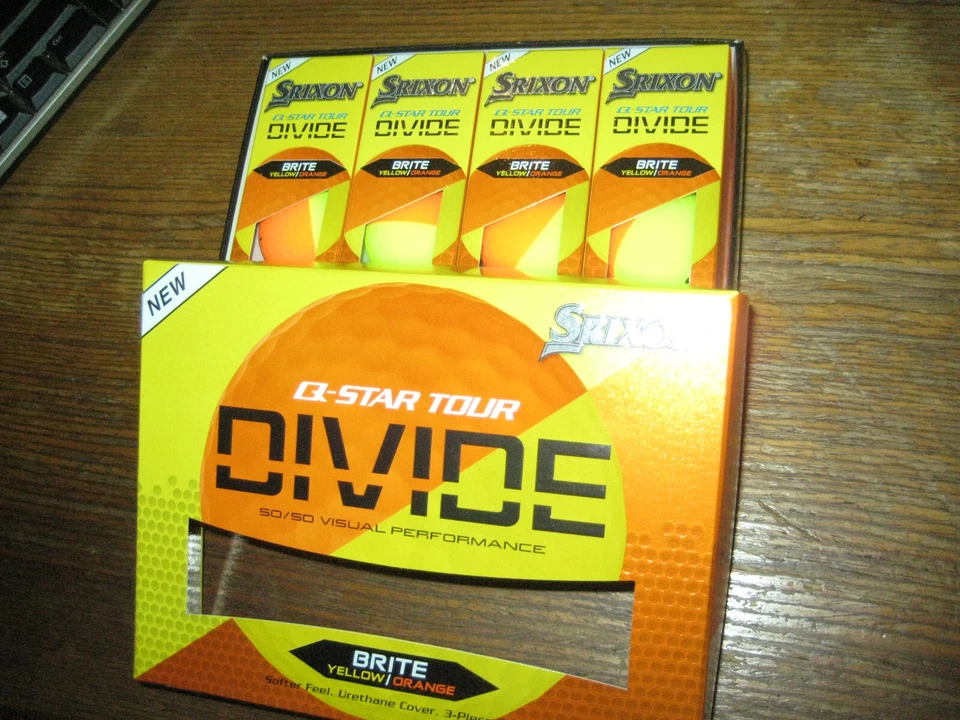 NEW
SRIXON
Q-STAR TOUR
DIVIDE
BRITE
YELLOW/ORANGE
NEW
SRIXON
Q-STAR TOUR
DIVIDE
BRITE
YELLOW/ORANGE
NEW
SRIXON
Q-STAR TOUR
DIVIDE
BRITE
YELLOW/ORANGE
NEW
SRIXON
Q-STAR TOUR
DIVIDE
BRITE
YELLOW/ORANGE
NEW
SRIXON
Q-STAR TOUR
DIVIDE
50/50 VISUAL PERFORMANCE
BRITE
YELLOW/ORANGE
Softer Feel. Urethane Cover.